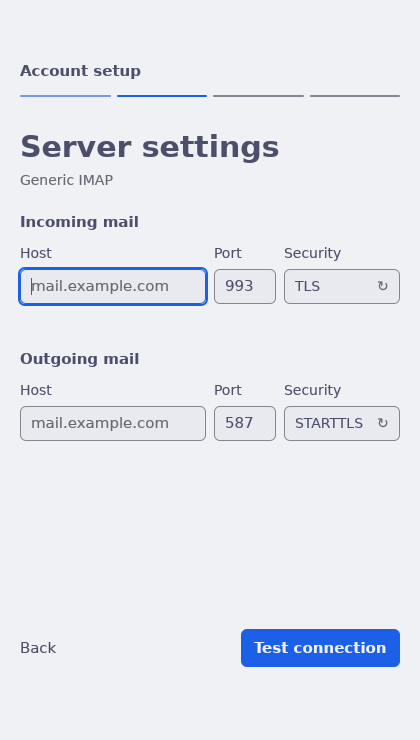 Account setup
Server settings
Generic IMAP
Incoming mail
Host Port Security
mail.example.com 993 TLS ↻
Outgoing mail
Host Port Security
mail.example.com 587 STARTTLS ↻
Back Test connection